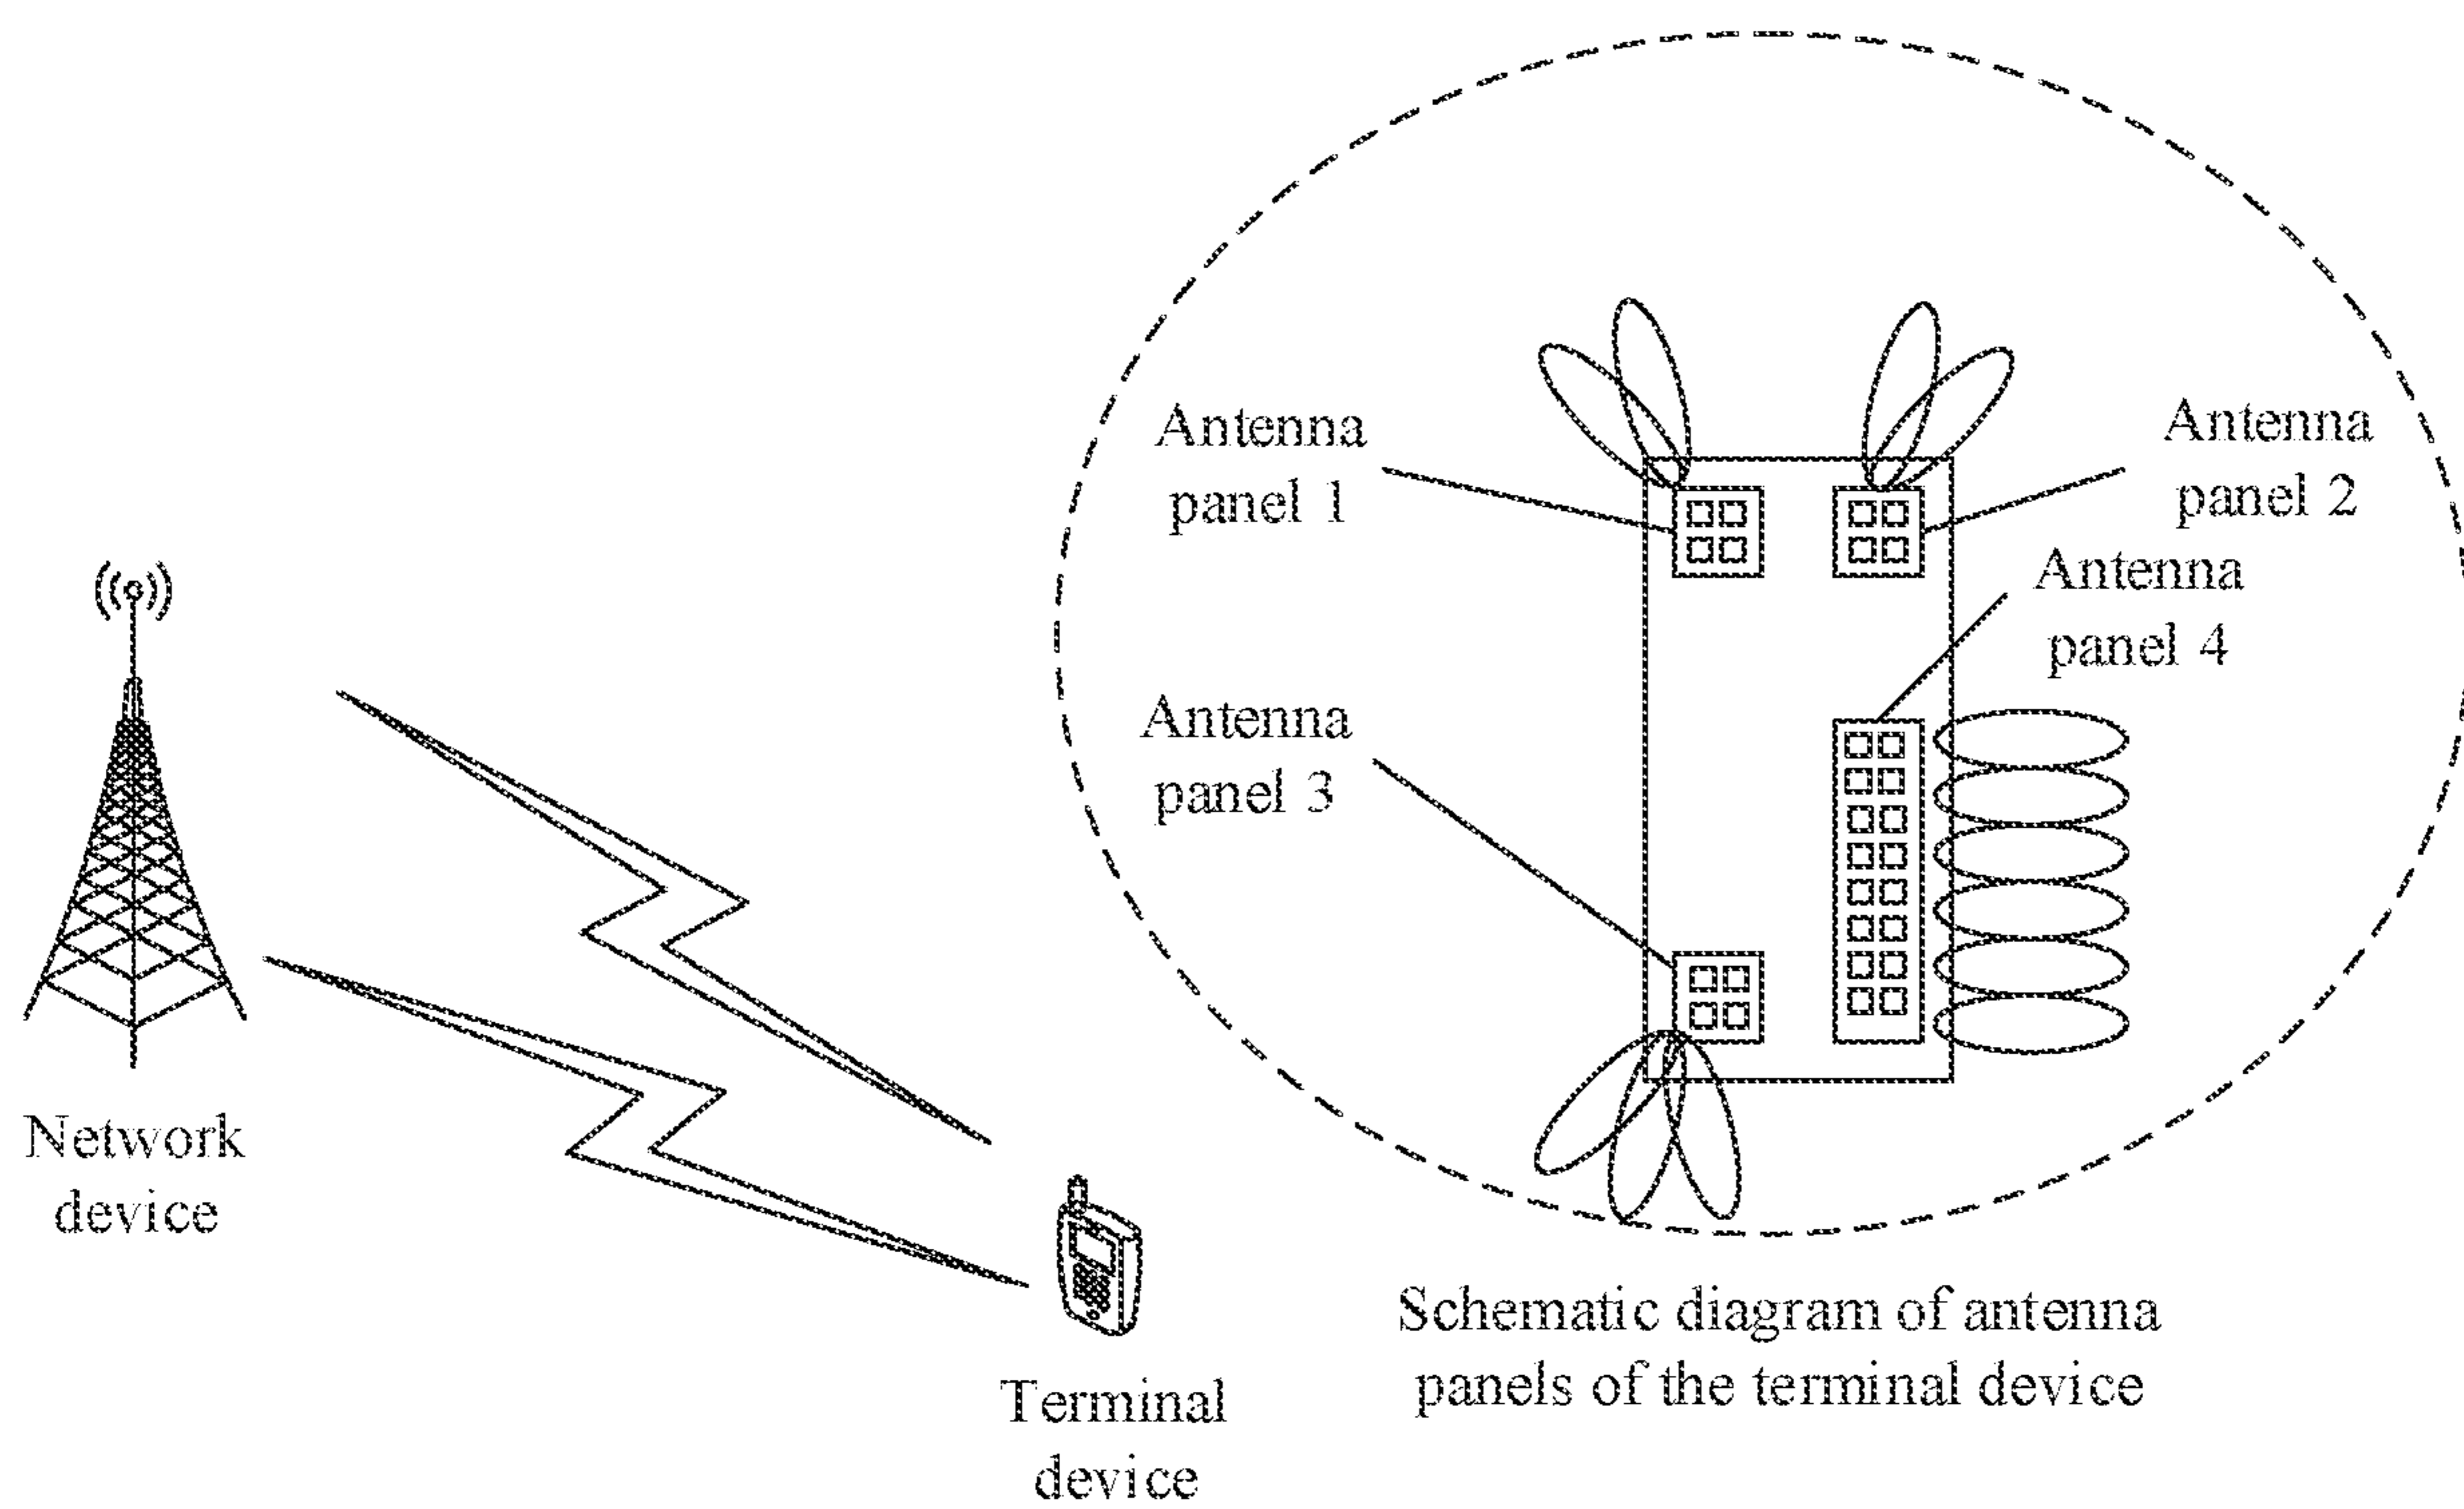 Antenna
panel 1
Antenna
panel 2
Antenna
panel 4
Antenna
panel 3
Network
device
Terminal
device
Schematic diagram of antenna
panels of the terminal device